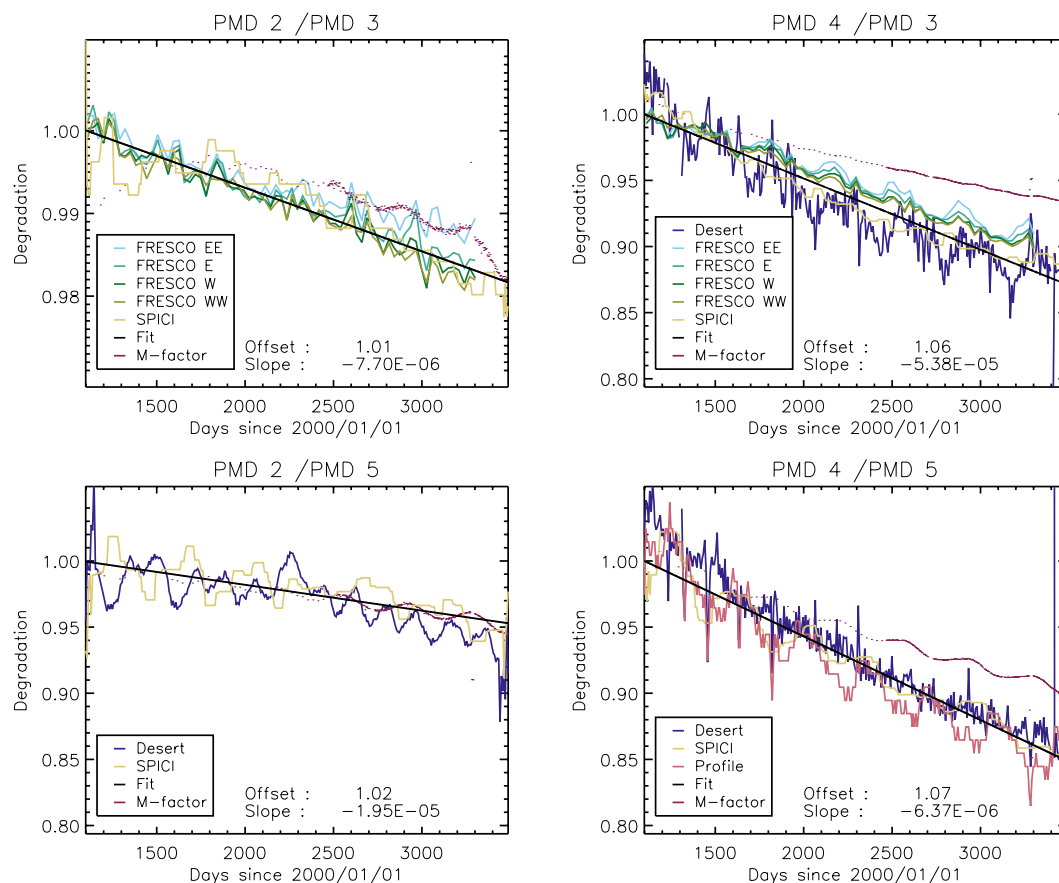 PMD 2 /PMD 3
Degradation
1.00
0.99
0.98
FRESCO EE
FRESCO E
FRESCO W
FRESCO WW
SPICI
Fit
M-factor
Offset : 1.01
Slope : -7.70E-06
1500 2000 2500 3000
Days since 2000/01/01
PMD 4 /PMD 3
Degradation
1.00
0.95
0.90
0.85
0.80
Desert
FRESCO EE
FRESCO E
FRESCO W
FRESCO WW
SPICI
Fit
M-factor
Offset : 1.06
Slope : -5.38E-05
1500 2000 2500 3000
Days since 2000/01/01
PMD 2 /PMD 5
Degradation
1.00
0.95
0.90
0.85
0.80
Desert
SPICI
Fit
M-factor
Offset : 1.02
Slope : -1.95E-05
1500 2000 2500 3000
Days since 2000/01/01
PMD 4 /PMD 5
Degradation
1.00
0.95
0.90
0.85
0.80
Desert
SPICI
Profile
Fit
M-factor
Offset : 1.07
Slope : -6.37E-06
1500 2000 2500 3000
Days since 2000/01/01